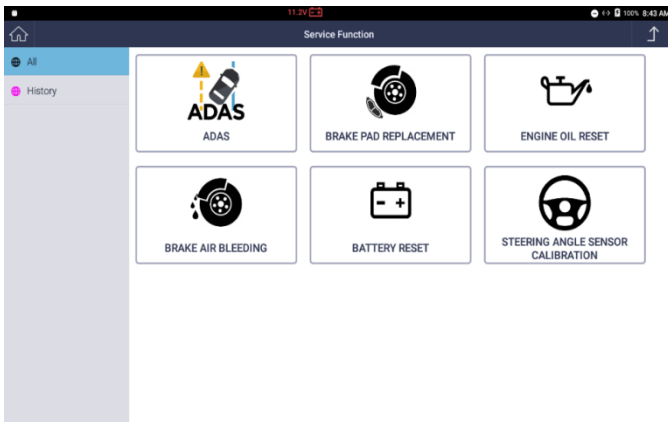 11.2V
100% 8:43 AM
Service Function
All
History
ADAS
ADAS
BRAKE PAD REPLACEMENT
ENGINE OIL RESET
BRAKE AIR BLEEDING
BATTERY RESET
STEERING ANGLE SENSOR
CALIBRATION